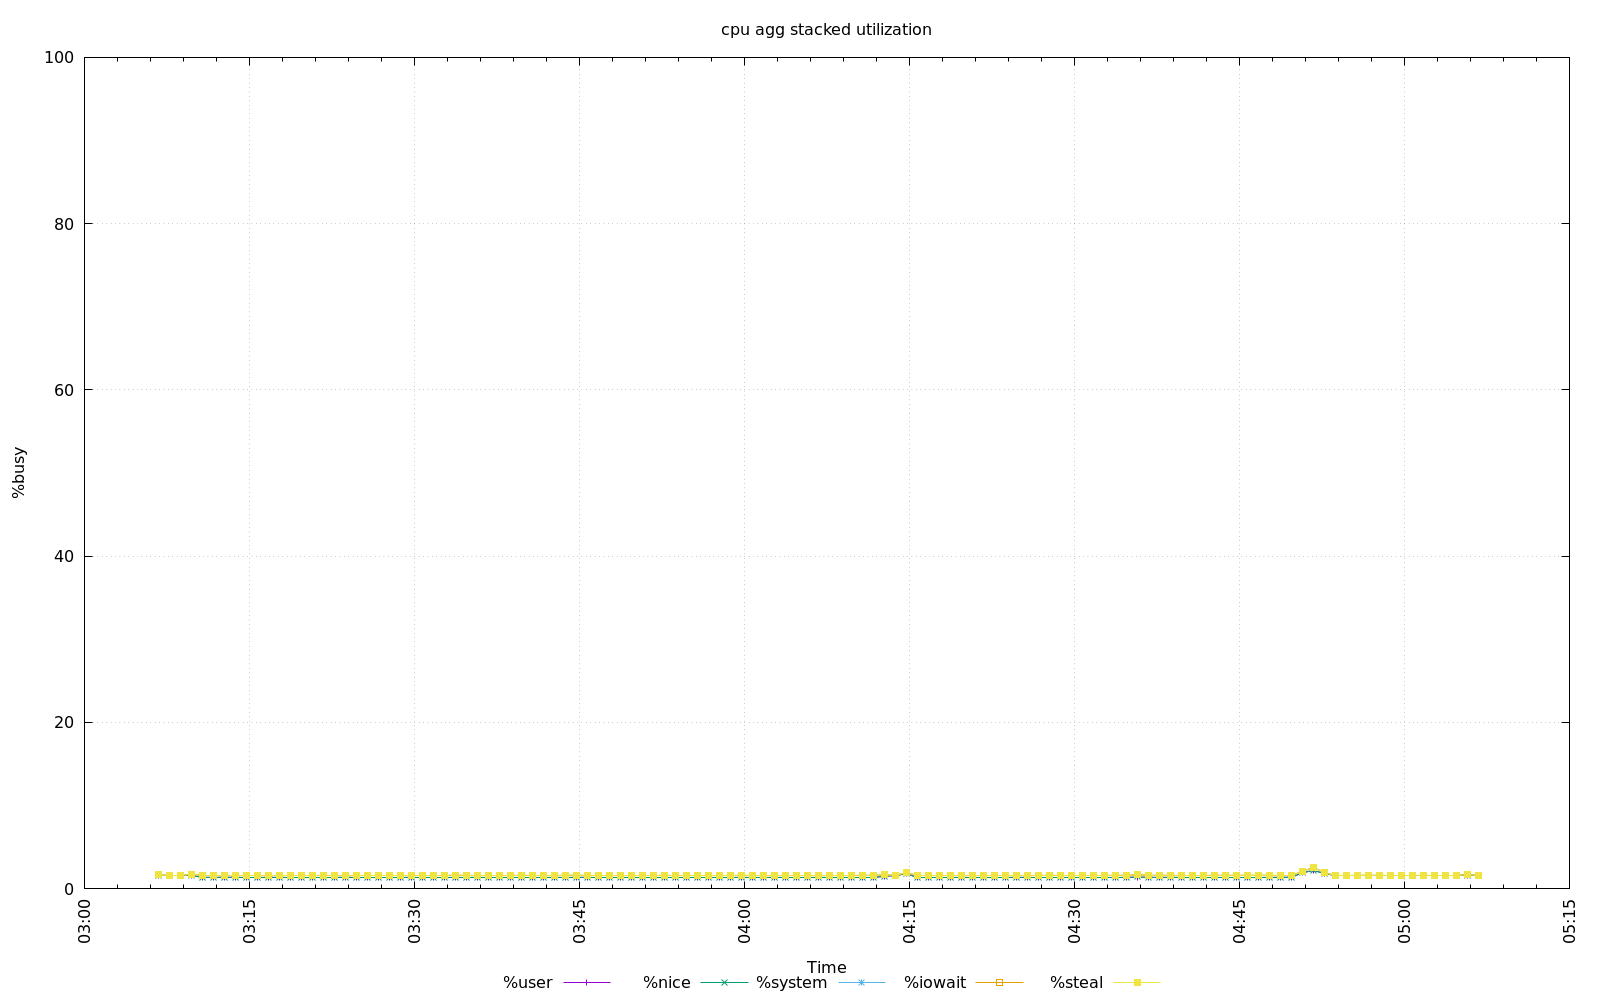 cpu agg stacked utilization
100
80
60
40
20
0
%busy
03:00 03:15 03:30 03:45 04:00 04:15 04:30 04:45 05:00 05:15
Time
%user %nice %system %iowait %steal